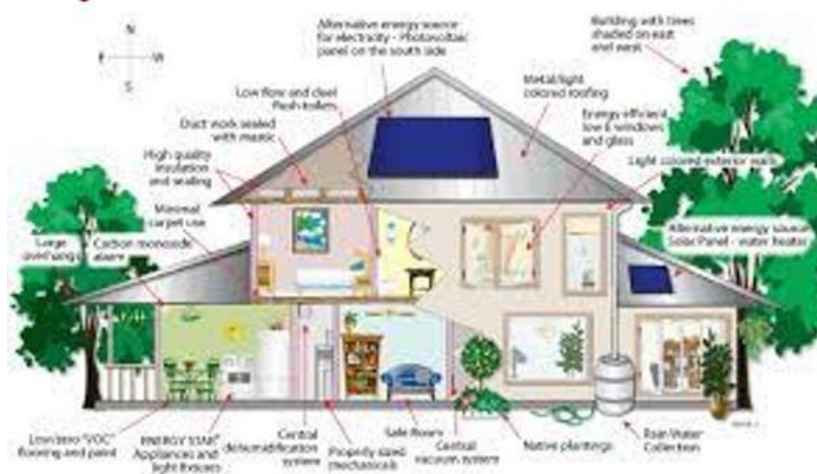 N
E W
S
Alternative energy source
for electricity - Photovoltaic
panel on the south side
Building with trees
shaded on east
and west
Low flow and duel
flush toilets
Metal/light
colored roofing
Duct work sealed
with mastic
Energy efficient
low E windows
and glass
High quality
insulation
and sealing
Light colored exterior walls
Minimal
carpet use
Large
overhangs
Carbon monoxide
alarm
Alternative energy source
Solar Panel - water heater
Low/zero "VOC"
flooring and paint
ENERGY STAR
Appliances and
light fixtures
Central
dehumidification
system
Properly sized
mechanicals
Safe Room
Central
vacuum system
Native plantings
Rain Water
Collection